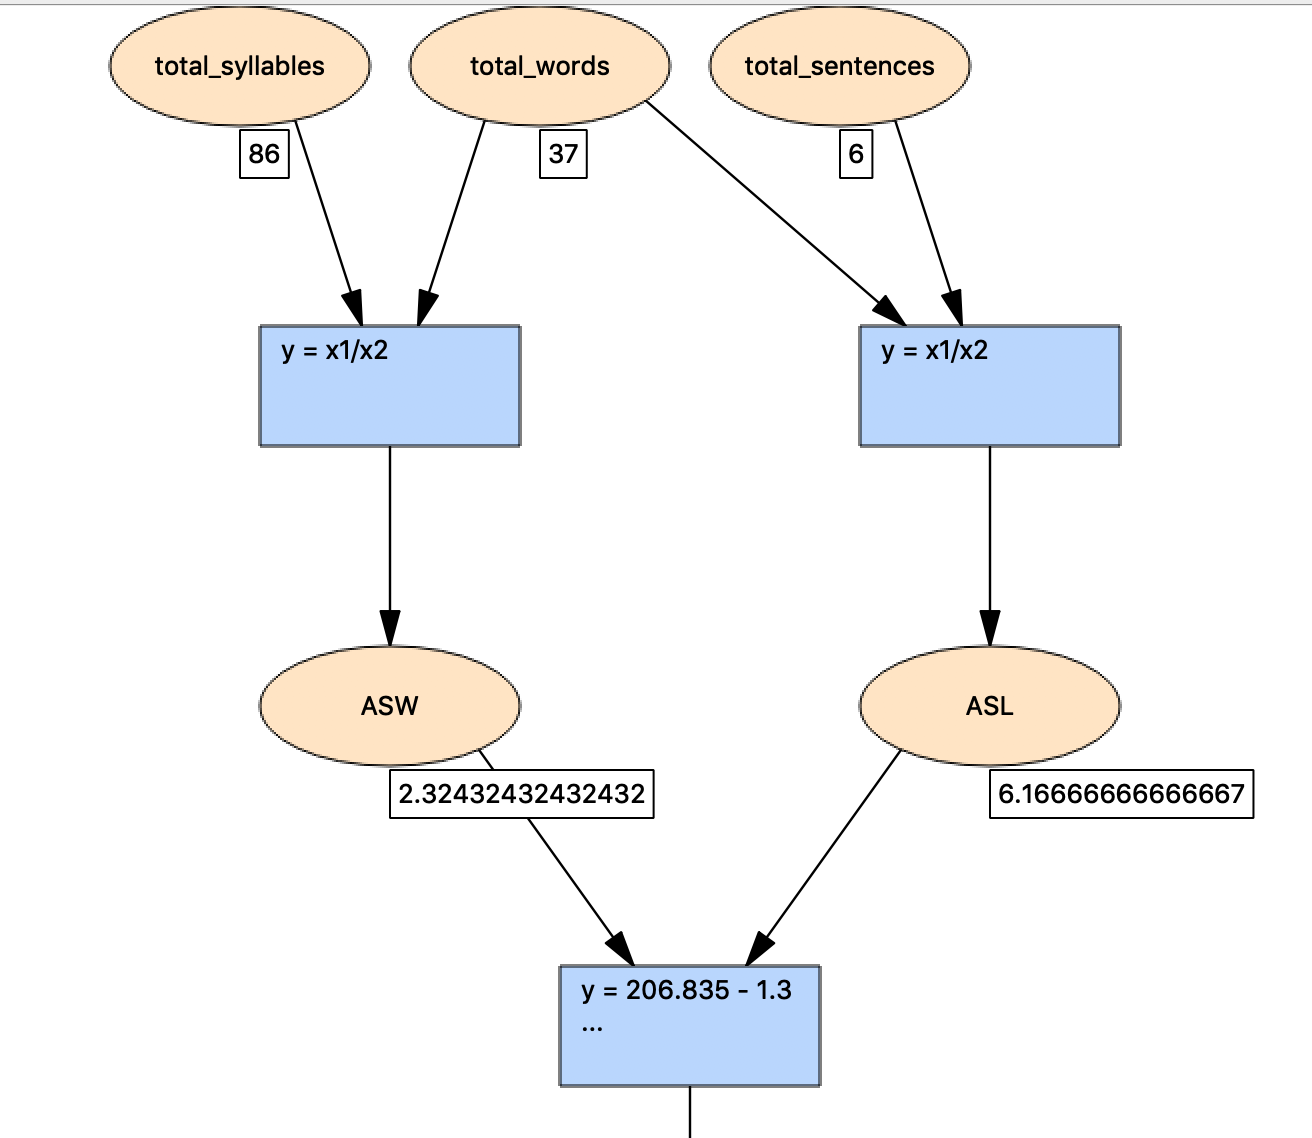 total_syllables
total_words
total_sentences
86
37
6
y = x1/x2
y = x1/x2
ASW
ASL
2.32432432432432
6.16666666666667
y = 206.835 - 1.3
...